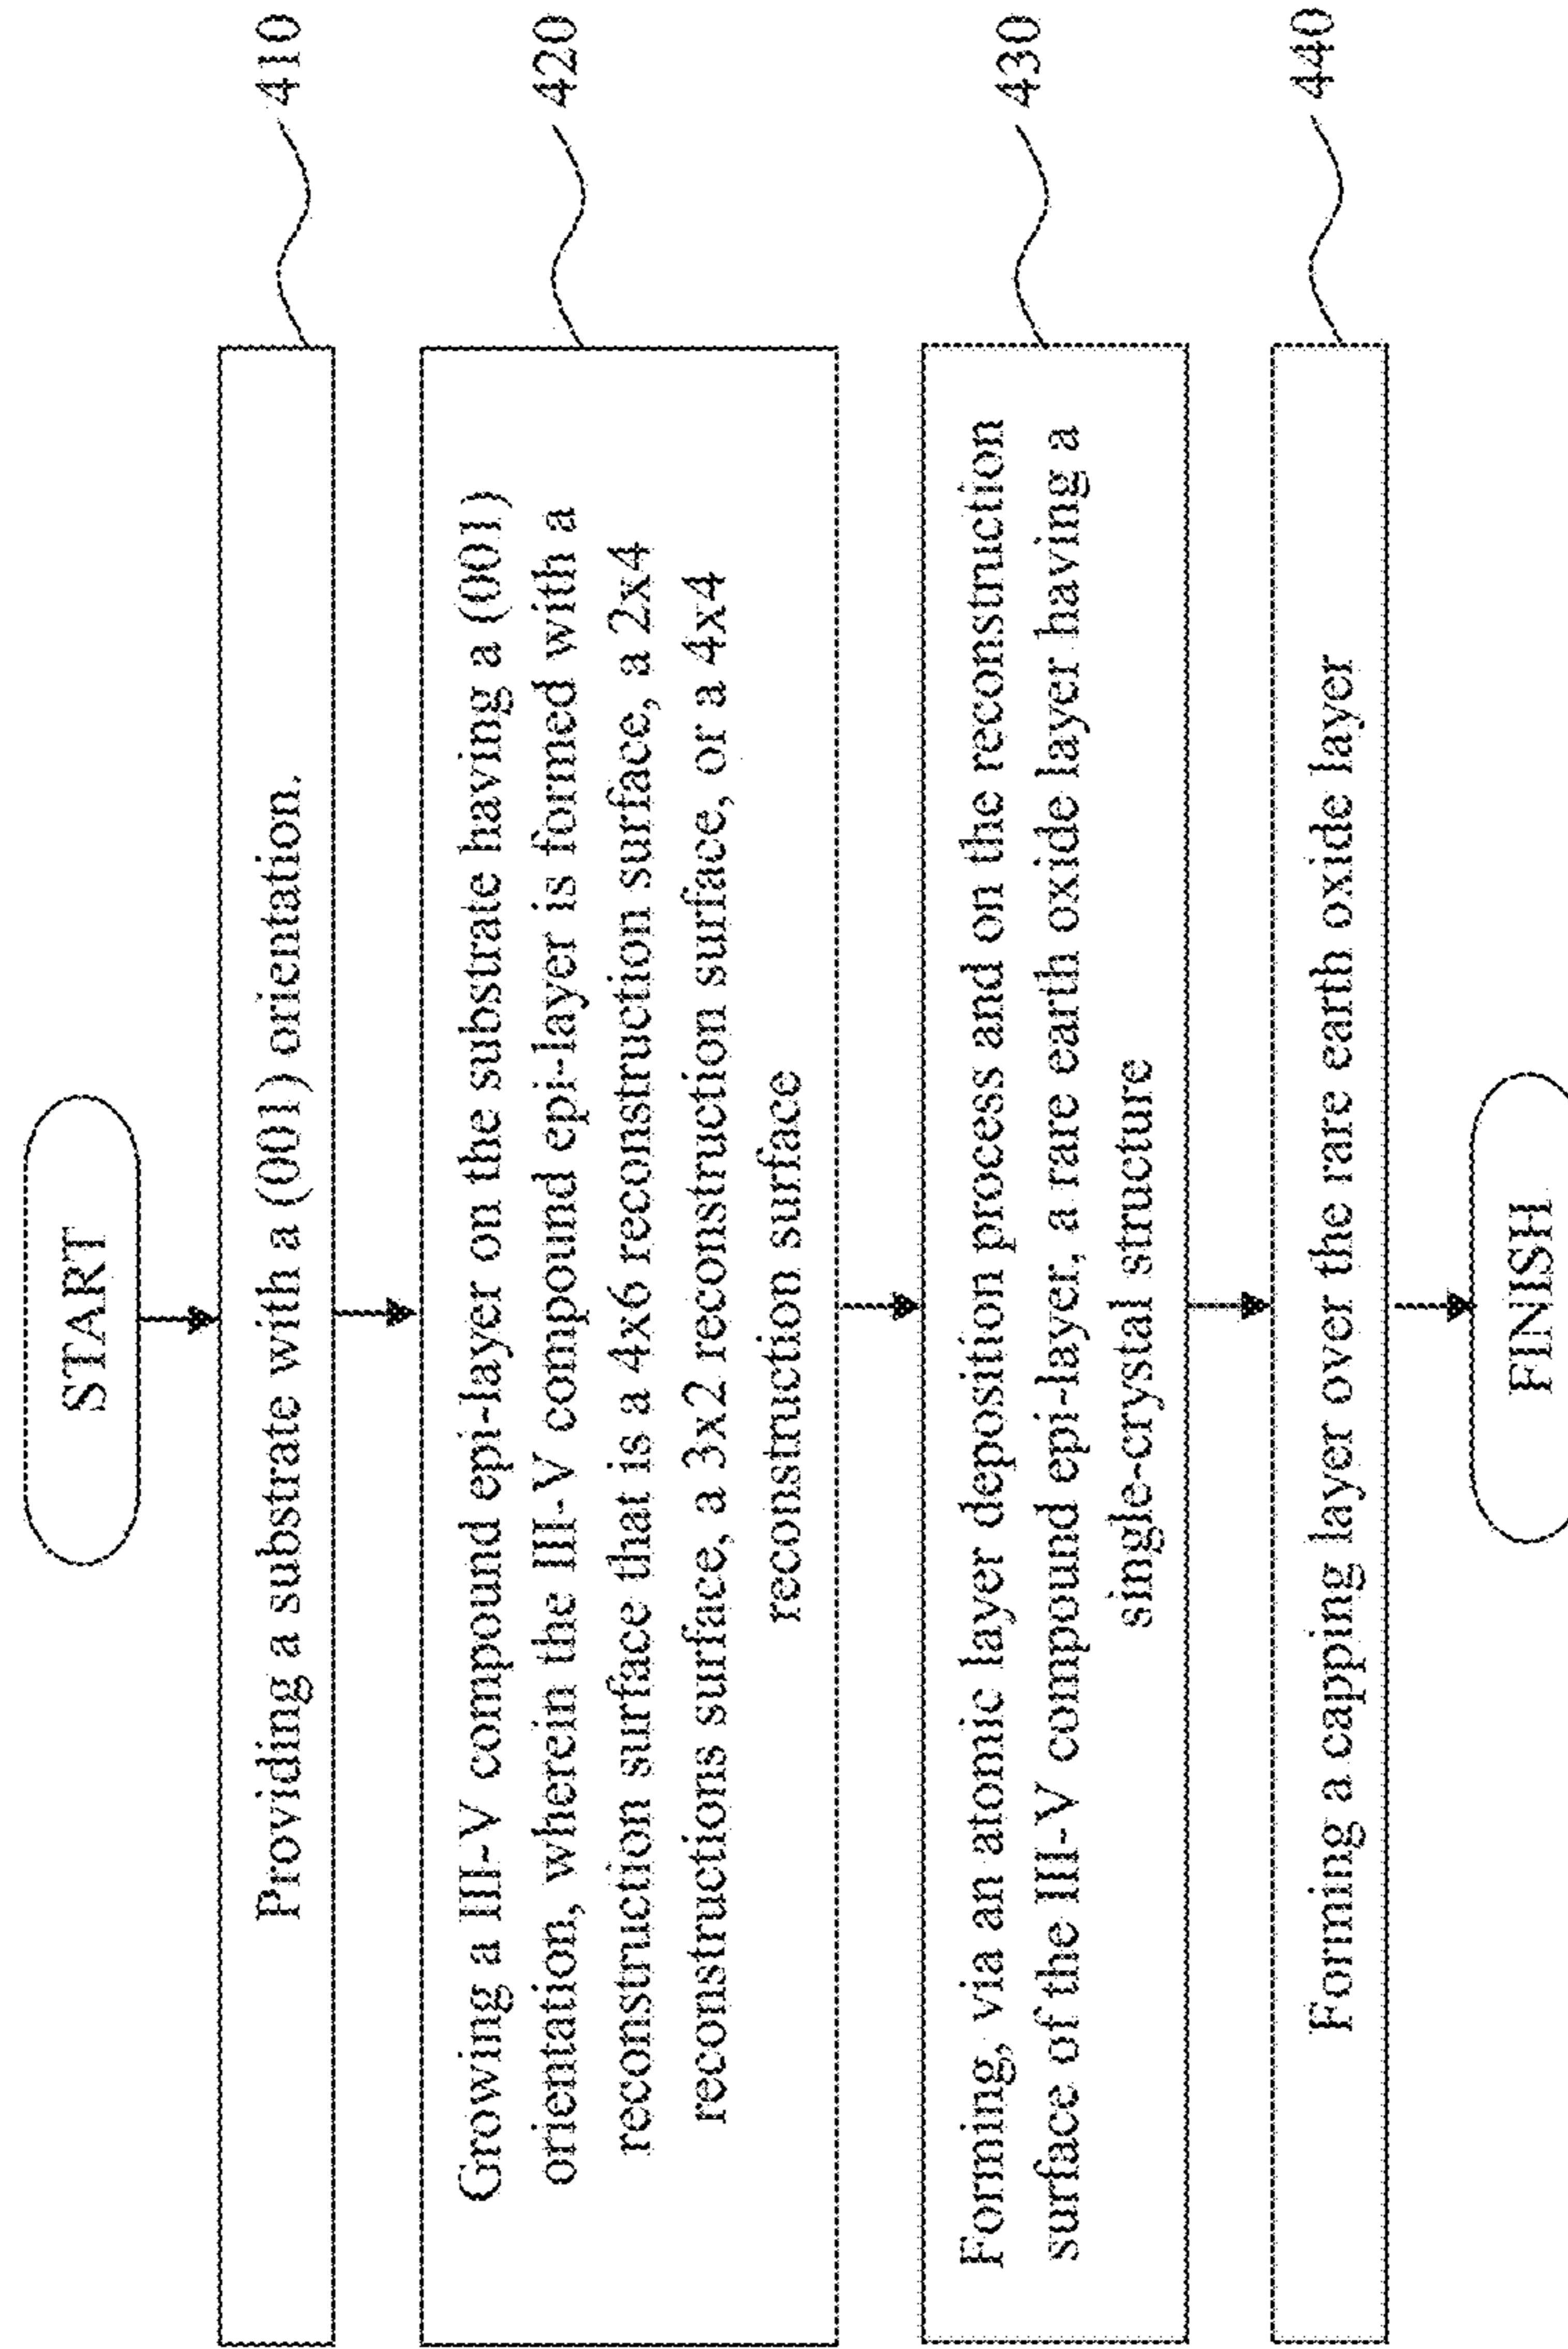 START
Providing a substrate with a (001) orientation.
410
Growing a III-V compound epi-layer on the substrate having a (001)
orientation, wherein the III-V compound epi-layer is formed with a
reconstruction surface that is a 4x6 reconstruction surface, a 2x4
reconstructions surface, a 3x2 reconstruction surface, or a 4x4
reconstruction surface
420
Forming, via an atomic layer deposition process and on the reconstruction
surface of the III-V compound epi-layer, a rare earth oxide layer having a
single-crystal structure
430
Forming a capping layer over the rare earth oxide layer
440
FINISH